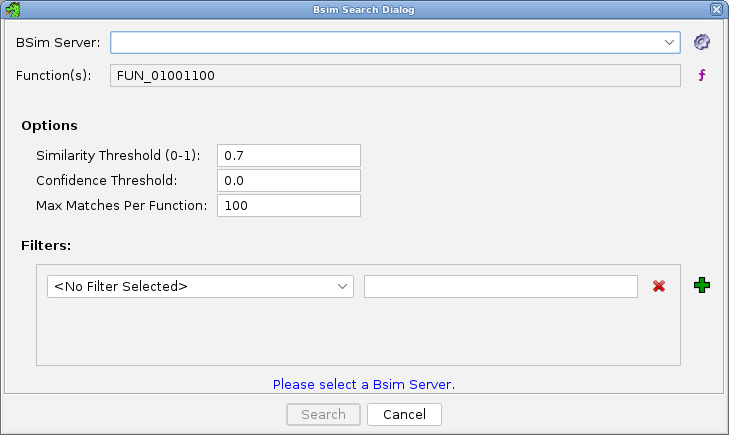 Bsim Search Dialog
BSim Server:
Function(s): FUN_01001100
Options
Similarity Threshold (0-1): 0.7
Confidence Threshold: 0.0
Max Matches Per Function: 100
Filters:
<No Filter Selected>
Please select a Bsim Server.
Search Cancel